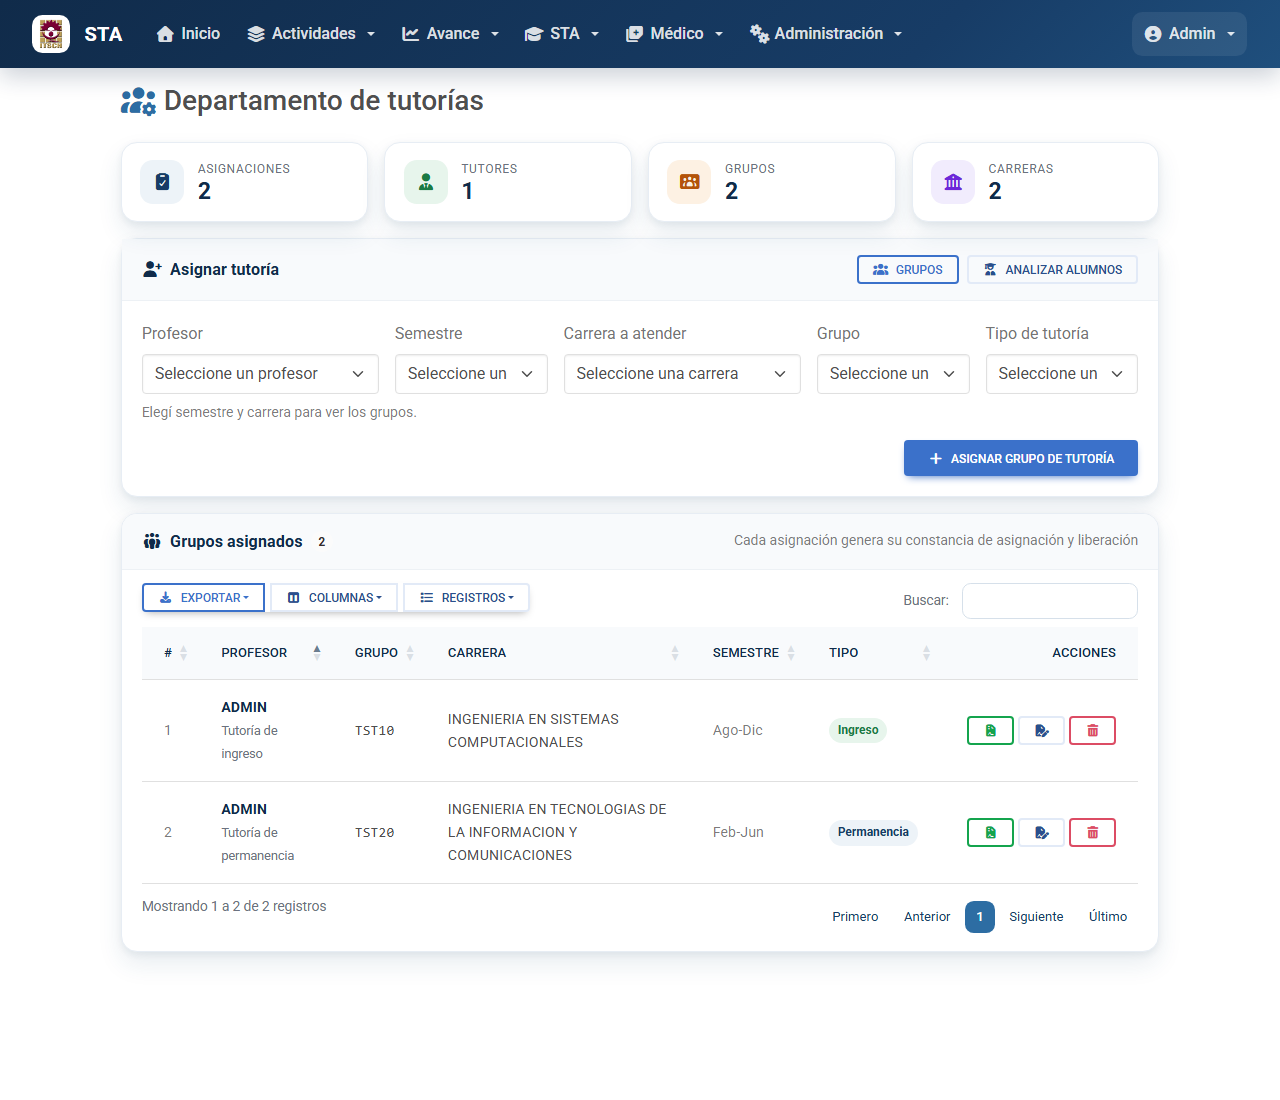 STA Inicio Actividades Avance STA Médico Administración Admin
Departamento de tutorías
ASIGNACIONES
2
TUTORES
1
GRUPOS
2
CARRERAS
2
Asignar tutoría
GRUPOS
ANALIZAR ALUMNOS
Profesor Semestre Carrera a atender Grupo Tipo de tutoría
Seleccione un profesor Seleccione un Seleccione una carrera Seleccione un Seleccione un
Elegí semestre y carrera para ver los grupos.
ASIGNAR GRUPO DE TUTORÍA
Grupos asignados 2
Cada asignación genera su constancia de asignación y liberación
EXPORTAR COLUMNAS REGISTROS
Buscar:
# PROFESOR GRUPO CARRERA SEMESTRE TIPO ACCIONES
1
ADMIN
Tutoría de
ingreso
TST10
INGENIERIA EN SISTEMAS
COMPUTACIONALES
Ago-Dic
Ingreso
2
ADMIN
Tutoría de
permanencia
TST20
INGENIERIA EN TECNOLOGIAS DE
LA INFORMACION Y
COMUNICACIONES
Feb-Jun
Permanencia
Mostrando 1 a 2 de 2 registros
Primero Anterior 1 Siguiente Último